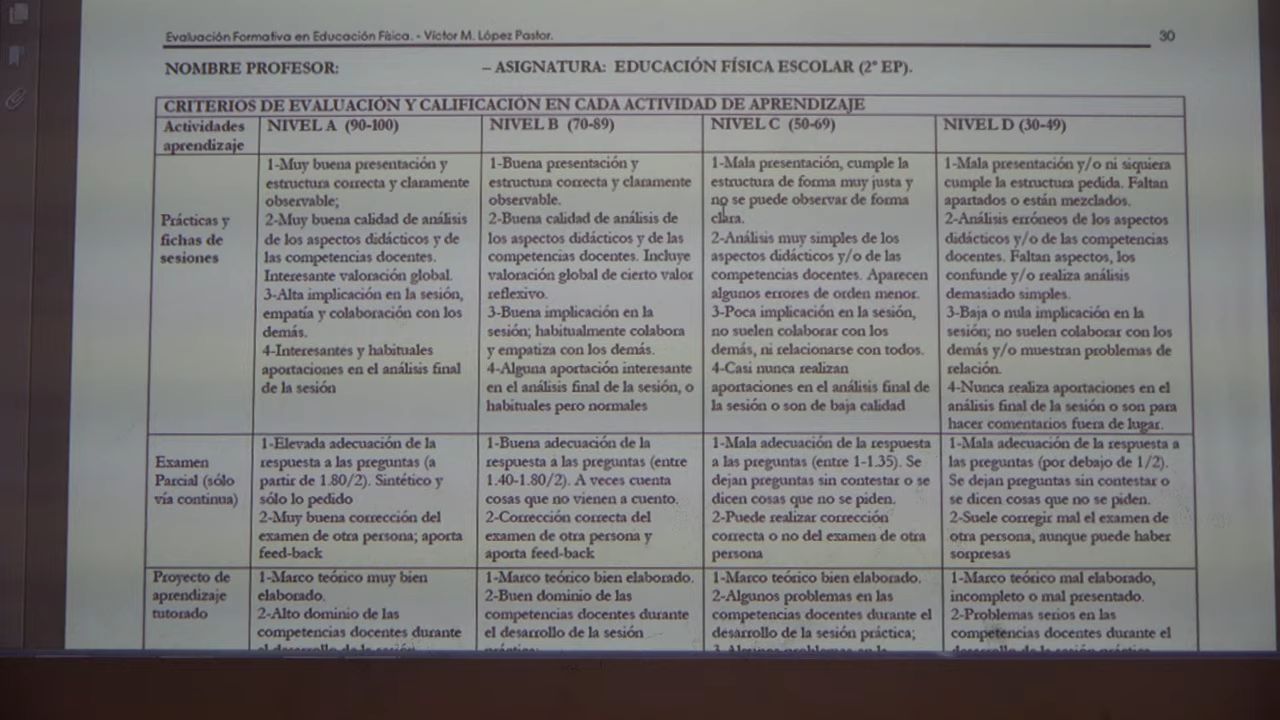 Evaluación Formativa en Educación Física. - Víctor M. López Pastor.
30
NOMBRE PROFESOR:
– ASIGNATURA: EDUCACIÓN FÍSICA ESCOLAR (2º EP).
CRITERIOS DE EVALUACIÓN Y CALIFICACIÓN EN CADA ACTIVIDAD DE APRENDIZAJE
Actividades
aprendizaje
NIVEL A (90-100)
NIVEL B (70-89)
NIVEL C (50-69)
NIVEL D (30-49)
Prácticas y
fichas de
sesiones
1-Muy buena presentación y
estructura correcta y claramente
observable;
2-Muy buena calidad de análisis
de los aspectos didácticos y de
las competencias docentes.
Interesante valoración global.
3-Alta implicación en la sesión,
empatía y colaboración con los
demás.
4-Interesantes y habituales
aportaciones en el análisis final
de la sesión
1-Buena presentación y
estructura correcta y claramente
observable.
2-Buena calidad de análisis de
los aspectos didácticos y de las
competencias docentes. Incluye
valoración global de cierto valor
reflexivo.
3-Buena implicación en la
sesión; habitualmente colabora
y empatiza con los demás.
4-Alguna aportación interesante
en el análisis final de la sesión, o
habituales pero normales
1-Mala presentación, cumple la
estructura de forma muy justa y
no se puede observar de forma
clara.
2-Análisis muy simples de los
aspectos didácticos y/o de las
competencias docentes. Aparecen
algunos errores de orden menor.
3-Poca implicación en la sesión,
no suelen colaborar con los
demás, ni relacionarse con todos.
4-Casi nunca realizan
aportaciones en el análisis final de
la sesión o son de baja calidad
1-Mala presentación y/o ni siquiera
cumple la estructura pedida. Faltan
apartados o están mezclados.
2-Análisis erróneos de los aspectos
didácticos y/o de las competencias
docentes. Faltan aspectos, los
confunde y/o realiza análisis
demasiado simples.
3-Baja o nula implicación en la
sesión; no suelen colaborar con los
demás y/o muestran problemas de
relación.
4-Nunca realiza aportaciones en el
análisis final de la sesión o son para
hacer comentarios fuera de lugar.
Examen
Parcial (sólo
vía continua)
1-Elevada adecuación de la
respuesta a las preguntas (a
partir de 1.80/2). Sintético y
sólo lo pedido
2-Muy buena corrección del
examen de otra persona; aporta
feed-back
1-Buena adecuación de la
respuesta a las preguntas (entre
1.40-1.80/2). A veces cuenta
cosas que no vienen a cuento.
2-Corrección correcta del
examen de otra persona y
aporta feed-back
1-Mala adecuación de la respuesta
a las preguntas (entre 1-1.35). Se
dejan preguntas sin contestar o se
dicen cosas que no se piden.
2-Puede realizar corrección
correcta o no del examen de otra
persona
1-Mala adecuación de la respuesta a
las preguntas (por debajo de 1/2).
Se dejan preguntas sin contestar o
se dicen cosas que no se piden.
2-Suele corregir mal el examen de
otra persona, aunque puede haber
sorpresas
Proyecto de
aprendizaje
tutorado
1-Marco teórico muy bien
elaborado.
2-Alto dominio de las
competencias docentes durante
1-Marco teórico bien elaborado.
2-Buen dominio de las
competencias docentes durante
el desarrollo de la sesión
1-Marco teórico bien elaborado.
2-Algunos problemas en las
competencias docentes durante el
desarrollo de la sesión práctica;
1-Marco teórico mal elaborado,
incompleto o mal presentado.
2-Problemas serios en las
competencias docentes durante el